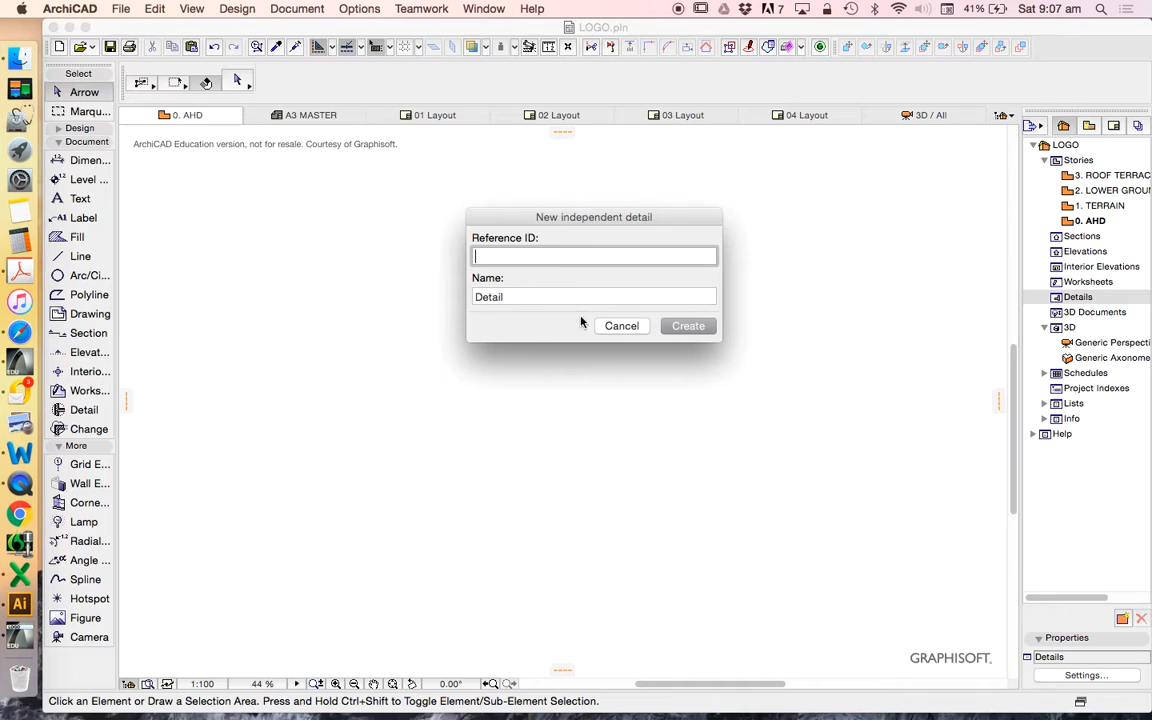 ArchiCAD File Edit View Design Document Options Teamwork Window Help 7 41% Sat 9:07 am
LOGO.pln
Select
Arrow
Marqu...
Design
Document
Dimen...
Level ...
Text
Label
Fill
Line
Arc/Ci...
Polyline
Drawing
Section
Elevat...
Interio...
Works...
Detail
Change
More
Grid E...
Wall E...
Corne...
Lamp
Radial...
Angle ...
Spline
Hotspot
Figure
Camera
0. AHD A3 MASTER 01 Layout 02 Layout 03 Layout 04 Layout 3D / All
ArchiCAD Education version, not for resale. Courtesy of Graphisoft.
New independent detail
Reference ID:
Name:
Detail
Cancel Create
LOGO
Stories
3. ROOF TERRAC
2. LOWER GROU
1. TERRAIN
0. AHD
Sections
Elevations
Interior Elevations
Worksheets
Details
3D Documents
3D
Generic Perspecti
Generic Axonome
Schedules
Project Indexes
Lists
Info
Help
Properties
Details
Settings...
GRAPHISOFT.
1:100 44 % 0.00°
Click an Element or Draw a Selection Area. Press and Hold Ctrl+Shift to Toggle Element/Sub-Element Selection.